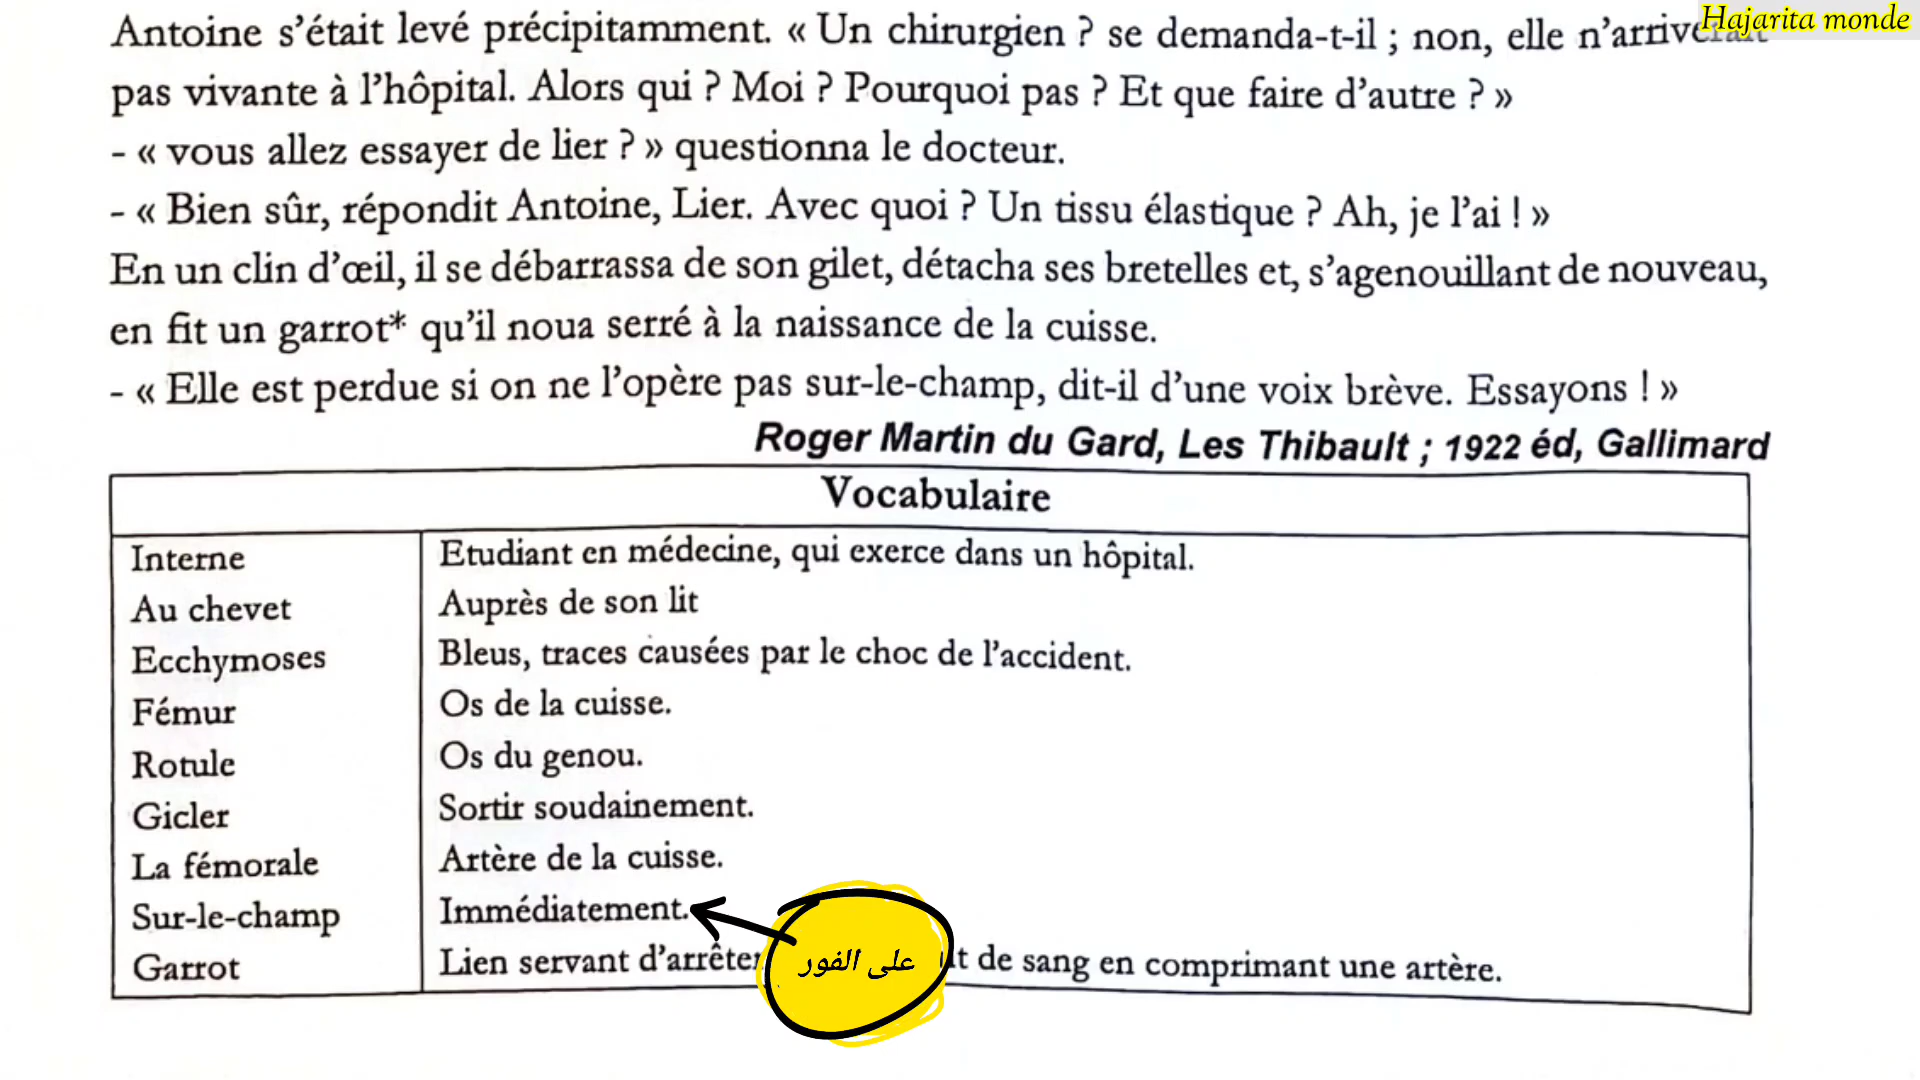 Hajarita monde
Antoine s'était levé précipitamment. « Un chirurgien ? se demanda-t-il ; non, elle
pas vivante à l'hôpital. Alors qui ? Moi ? Pourquoi pas ? Et que faire d'autre ? »
- « vous allez essayer de lier ? » questionna le docteur.
- « Bien sûr, répondit Antoine, Lier. Avec quoi ? Un tissu élastique ? Ah, je l'ai ! »
En un clin d'œil, il se débarrassa de son gilet, détacha ses bretelles et, s'agenouillant de nouveau,
en fit un garrot* qu'il noua serré à la naissance de la cuisse.
- « Elle est perdue si on ne l'opère pas sur-le-champ, dit-il d'une voix brève. Essayons ! »
Roger Martin du Gard, Les Thibault ; 1922 éd, Gallimard
Vocabulaire
Interne Etudiant en médecine, qui exerce dans un hôpital.
Au chevet Auprès de son lit
Ecchymoses Bleus, traces causées par le choc de l'accident.
Fémur Os de la cuisse.
Rotule Os du genou.
Gicler Sortir soudainement.
La fémorale Artère de la cuisse.
Sur-le-champ Immédiatement.
Garrot Lien servant d'arrêter de sang en comprimant une artère.
على الفور